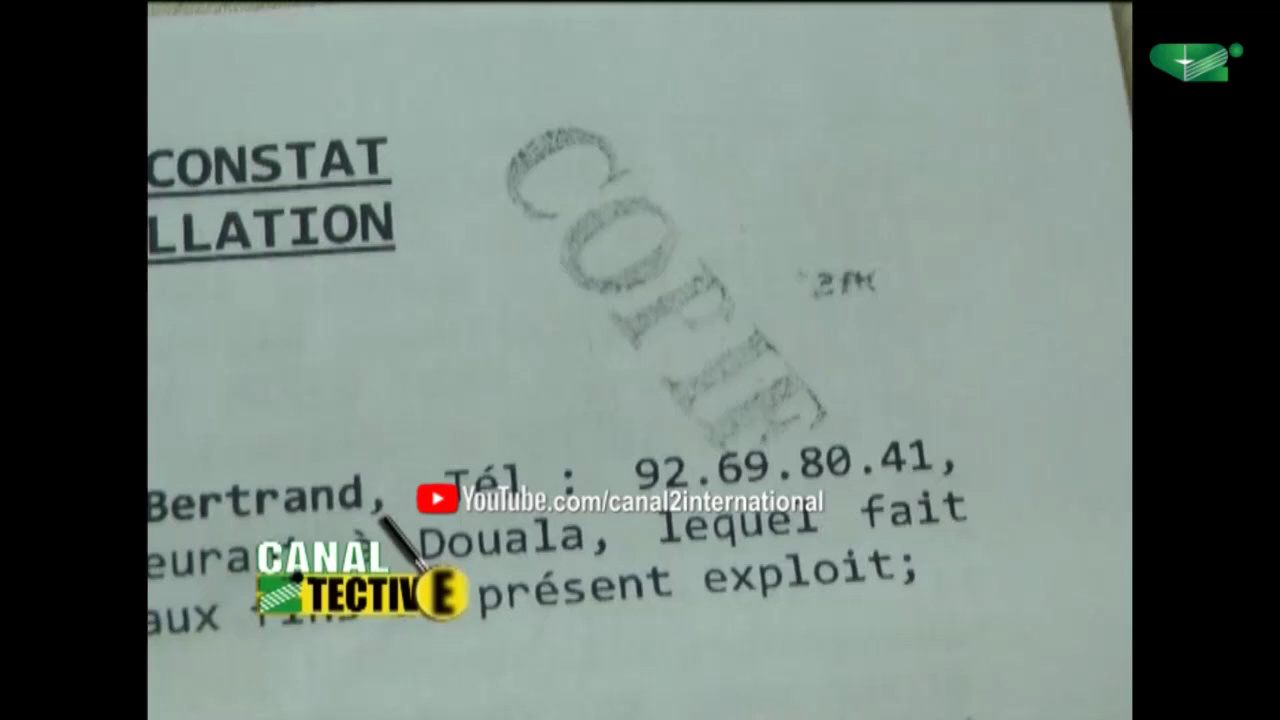 CONSTAT
LLATION
COPIE
Bertrand, Tél : 92.69.80.41,
YouTube.com/canal2international
Douala, lequel fait
CANAL
TECTIVE
présent exploit;
aux